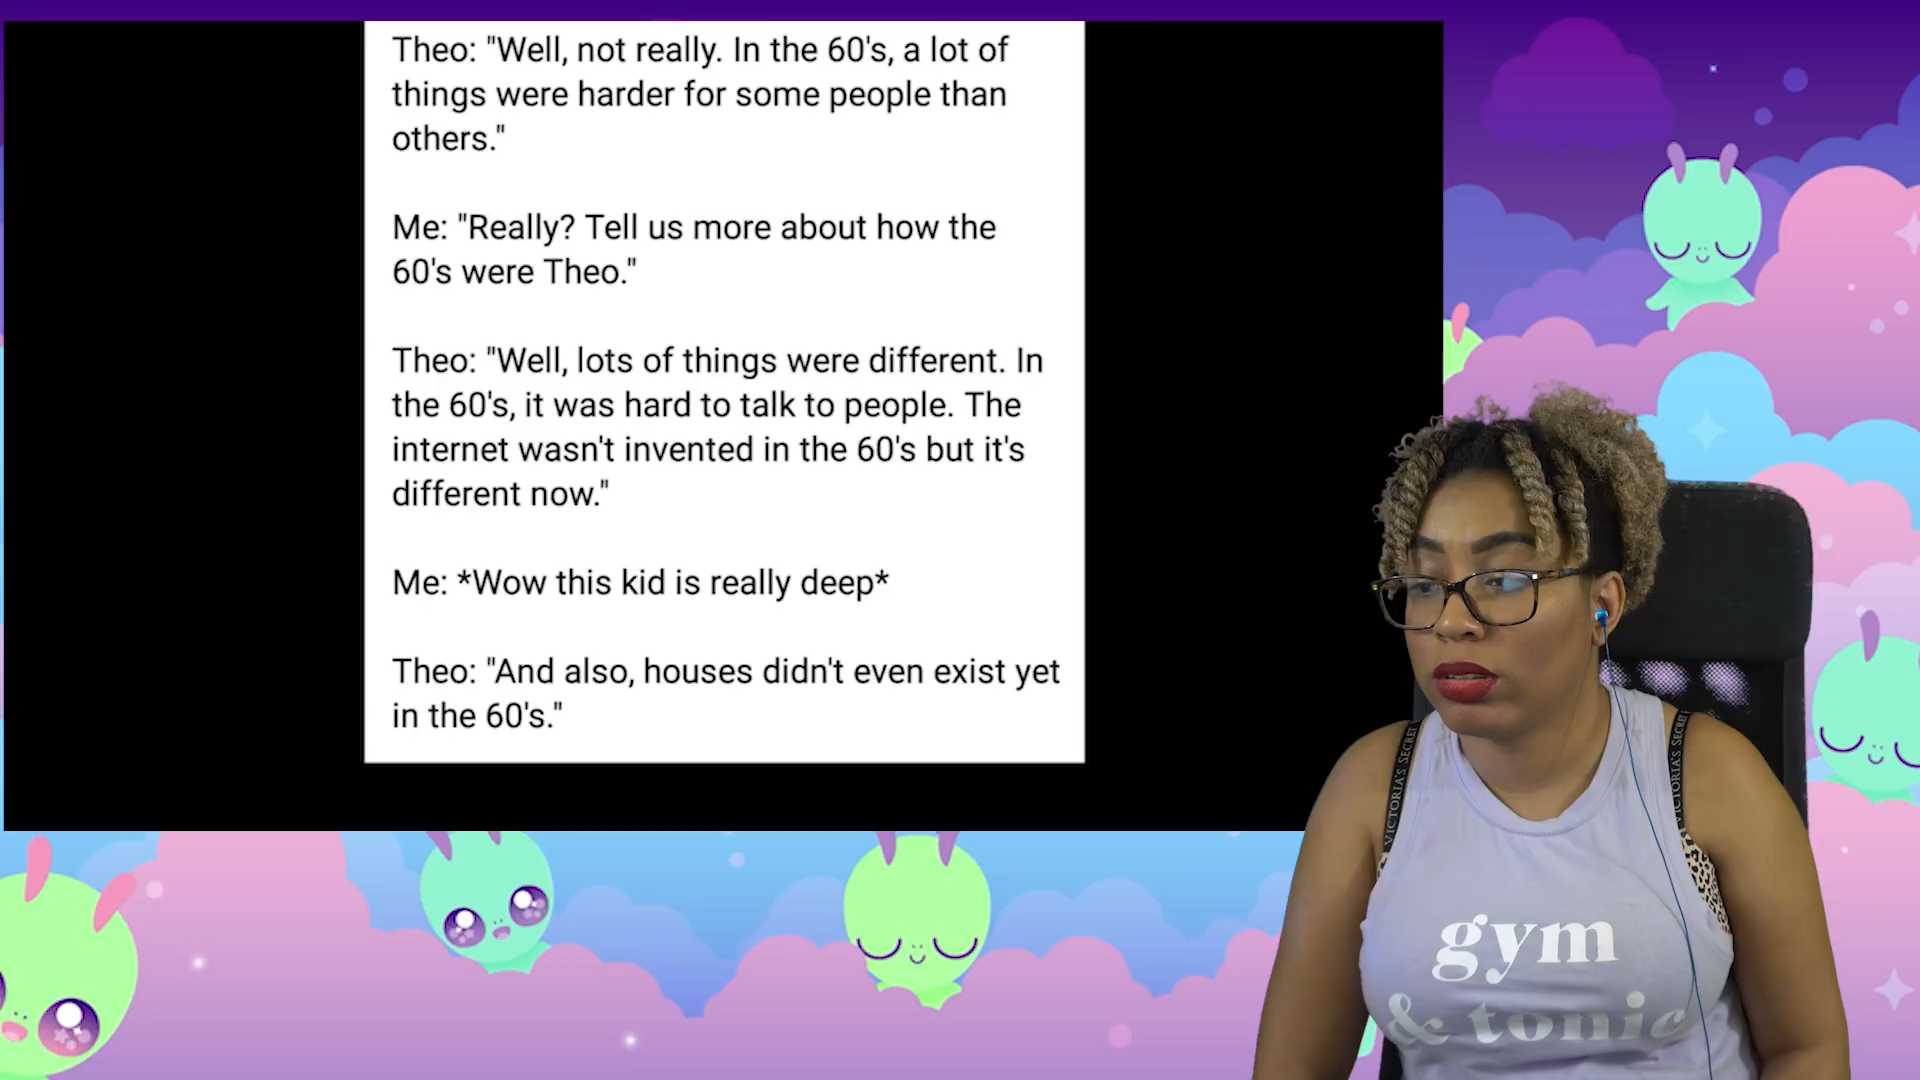 Theo: "Well, not really. In the 60's, a lot of
things were harder for some people than
others."
Me: "Really? Tell us more about how the
60's were Theo."
Theo: "Well, lots of things were different. In
the 60's, it was hard to talk to people. The
internet wasn't invented in the 60's but it's
different now."
Me: *Wow this kid is really deep*
Theo: "And also, houses didn't even exist yet
in the 60's."
VICTORIA'S SECRET
VICTORIA'S SECRET
gym
& tonic